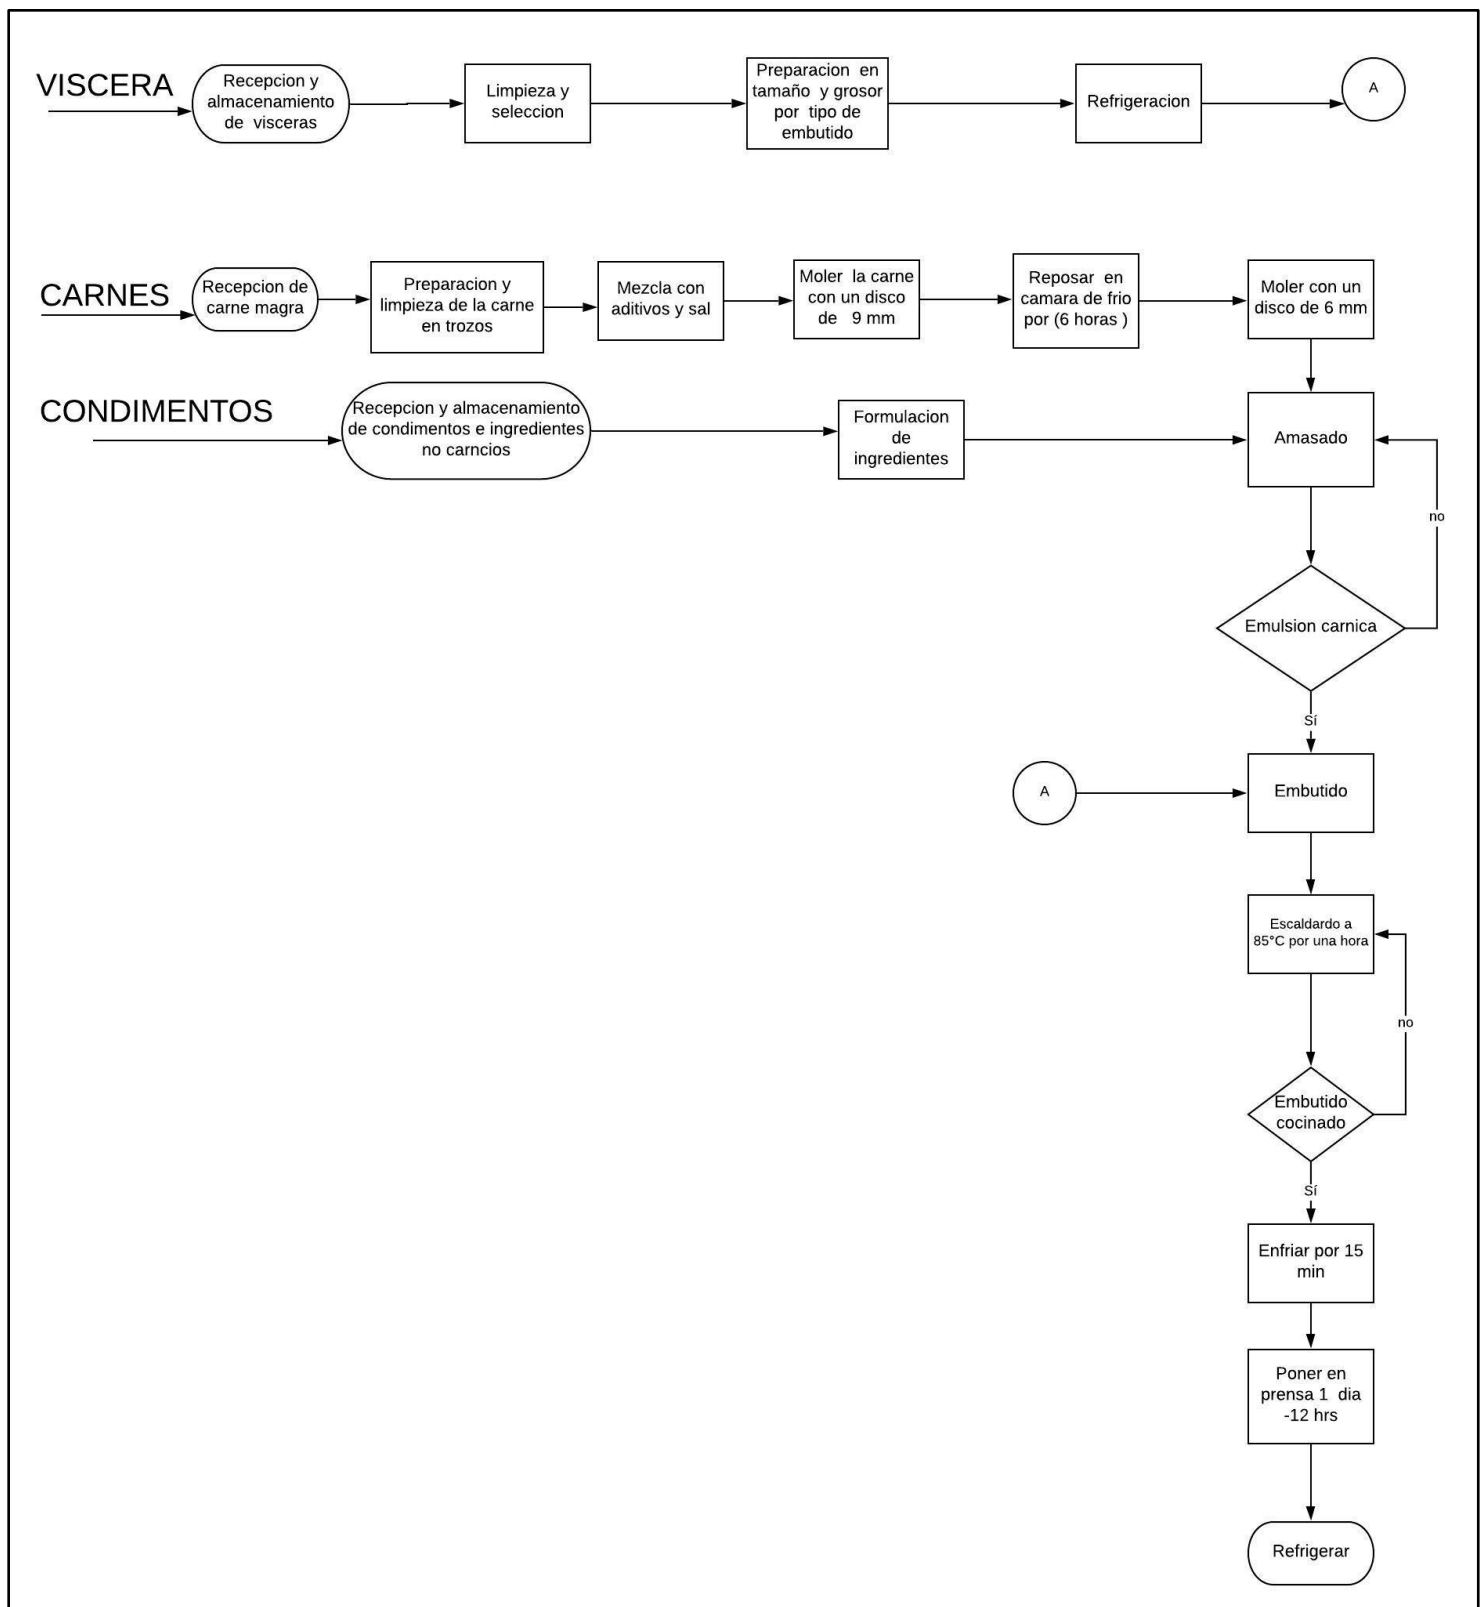 VISCERA
Recepcion y
almacenamiento
de visceras
Limpieza y
seleccion
Preparacion en
tamaño y grosor
por tipo de
embutido
Refrigeracion
A
CARNES
Recepcion de
carne magra
Preparacion y
limpieza de la carne
en trozos
Mezcla con
aditivos y sal
Moler la carne
con un disco
de 9 mm
Reposar en
camara de frio
por (6 horas )
Moler con un
disco de 6 mm
CONDIMENTOS
Recepcion y almacenamiento
de condimentos e ingredientes
no carncios
Formulacion
de
ingredientes
Amasado
no
Emulsion carnica
Sí
A
Embutido
Escaldardo a
85°C por una hora
no
Embutido
cocinado
Sí
Enfriar por 15
min
Poner en
prensa 1 dia
-12 hrs
Refrigerar